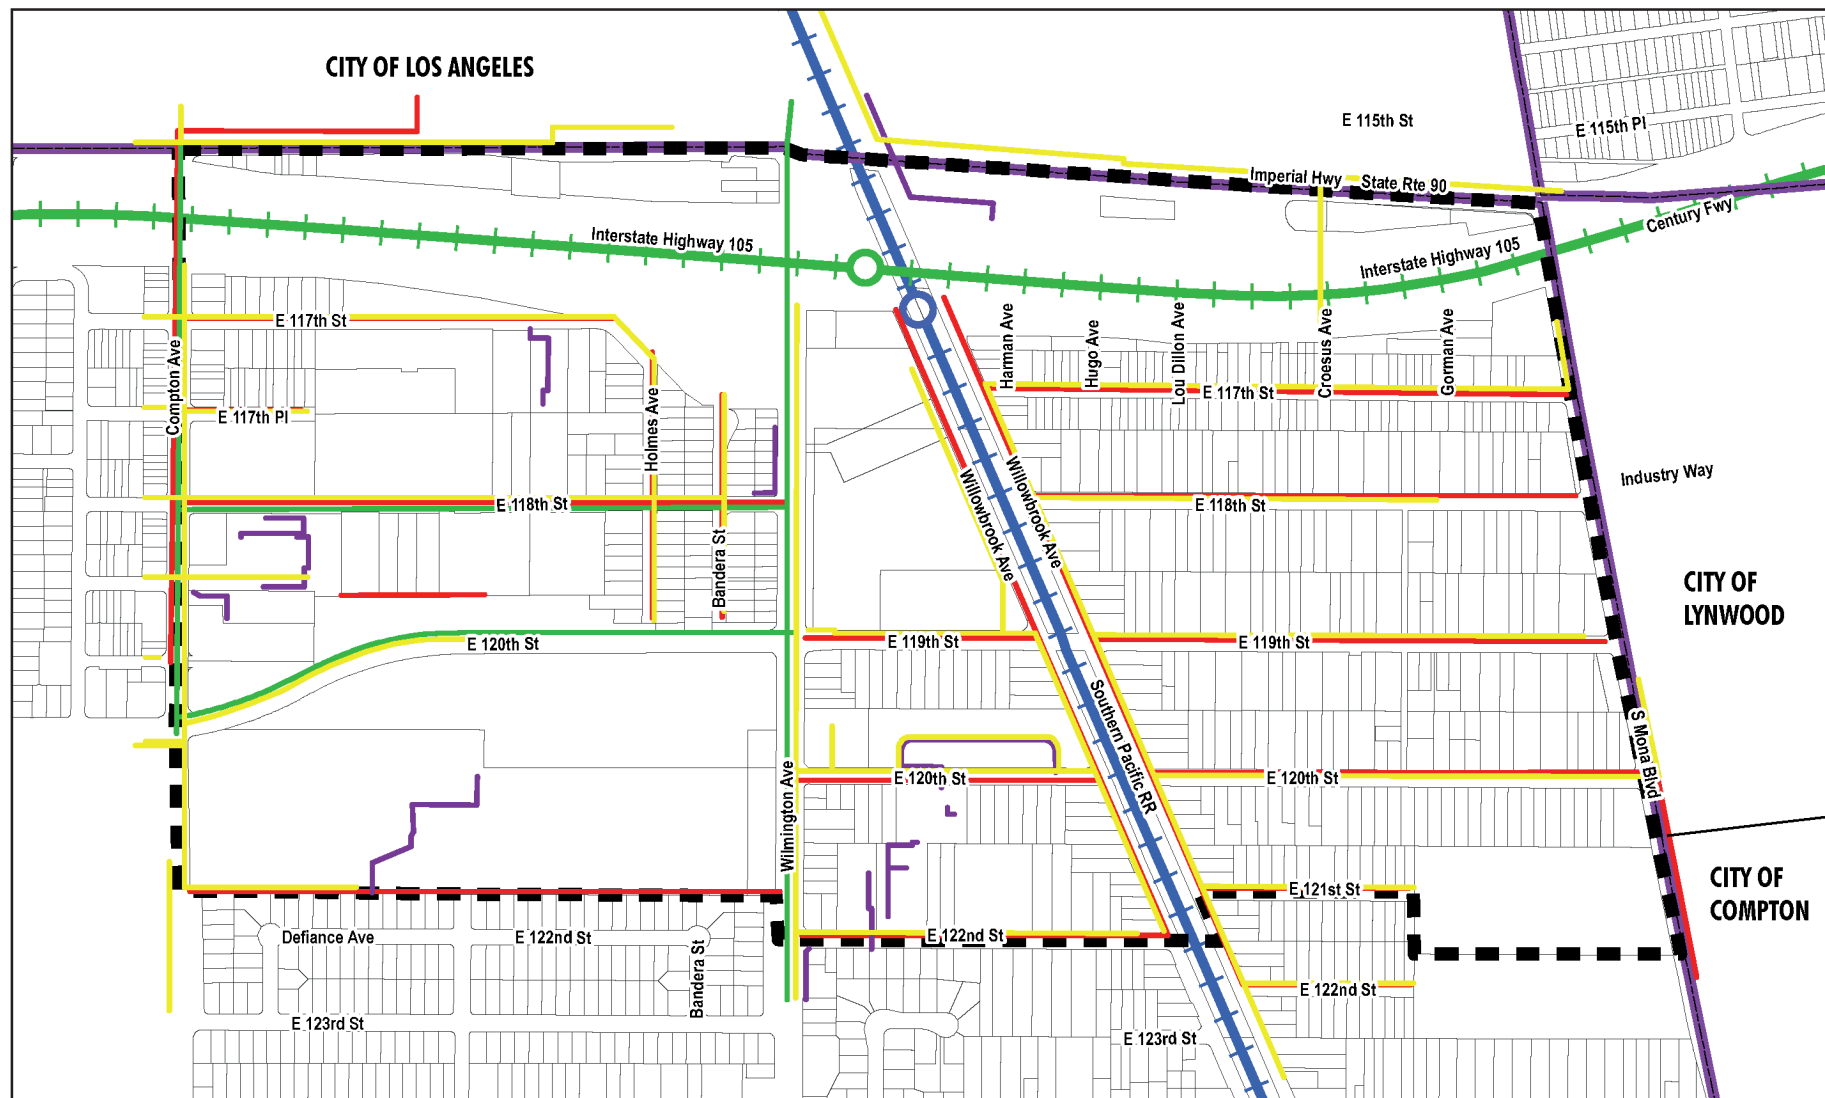 CITY OF LOS ANGELES
E 115th St
E 115th Pl
Imperial Hwy
State Rte 90
Century Fwy
Interstate Highway 105
Interstate Highway 105
E 117th St
Compton Ave
E 117th Pl
Holmes Ave
Harman Ave
Hugo Ave
Lou Dillon Ave
Croesus Ave
Gorman Ave
E 117th St
Industry Way
E 118th St
Willowbrook Ave
Willowbrook Ave
E 118th St
Bandera St
CITY OF
LYNWOOD
E 120th St
E 119th St
E 119th St
Southern Pacific RR
S Mona Blvd
Wilmington Ave
E 120th St
E 120th St
CITY OF
COMPTON
E 121st St
Defiance Ave
E 122nd St
Bandera St
E 122nd St
E 122nd St
E 123rd St
E 123rd St